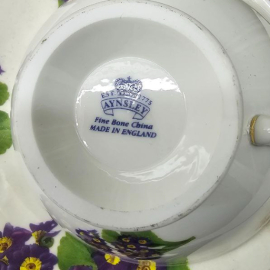 EST 1775
AYNSLEY
Fine Bone China
MADE IN ENGLAND